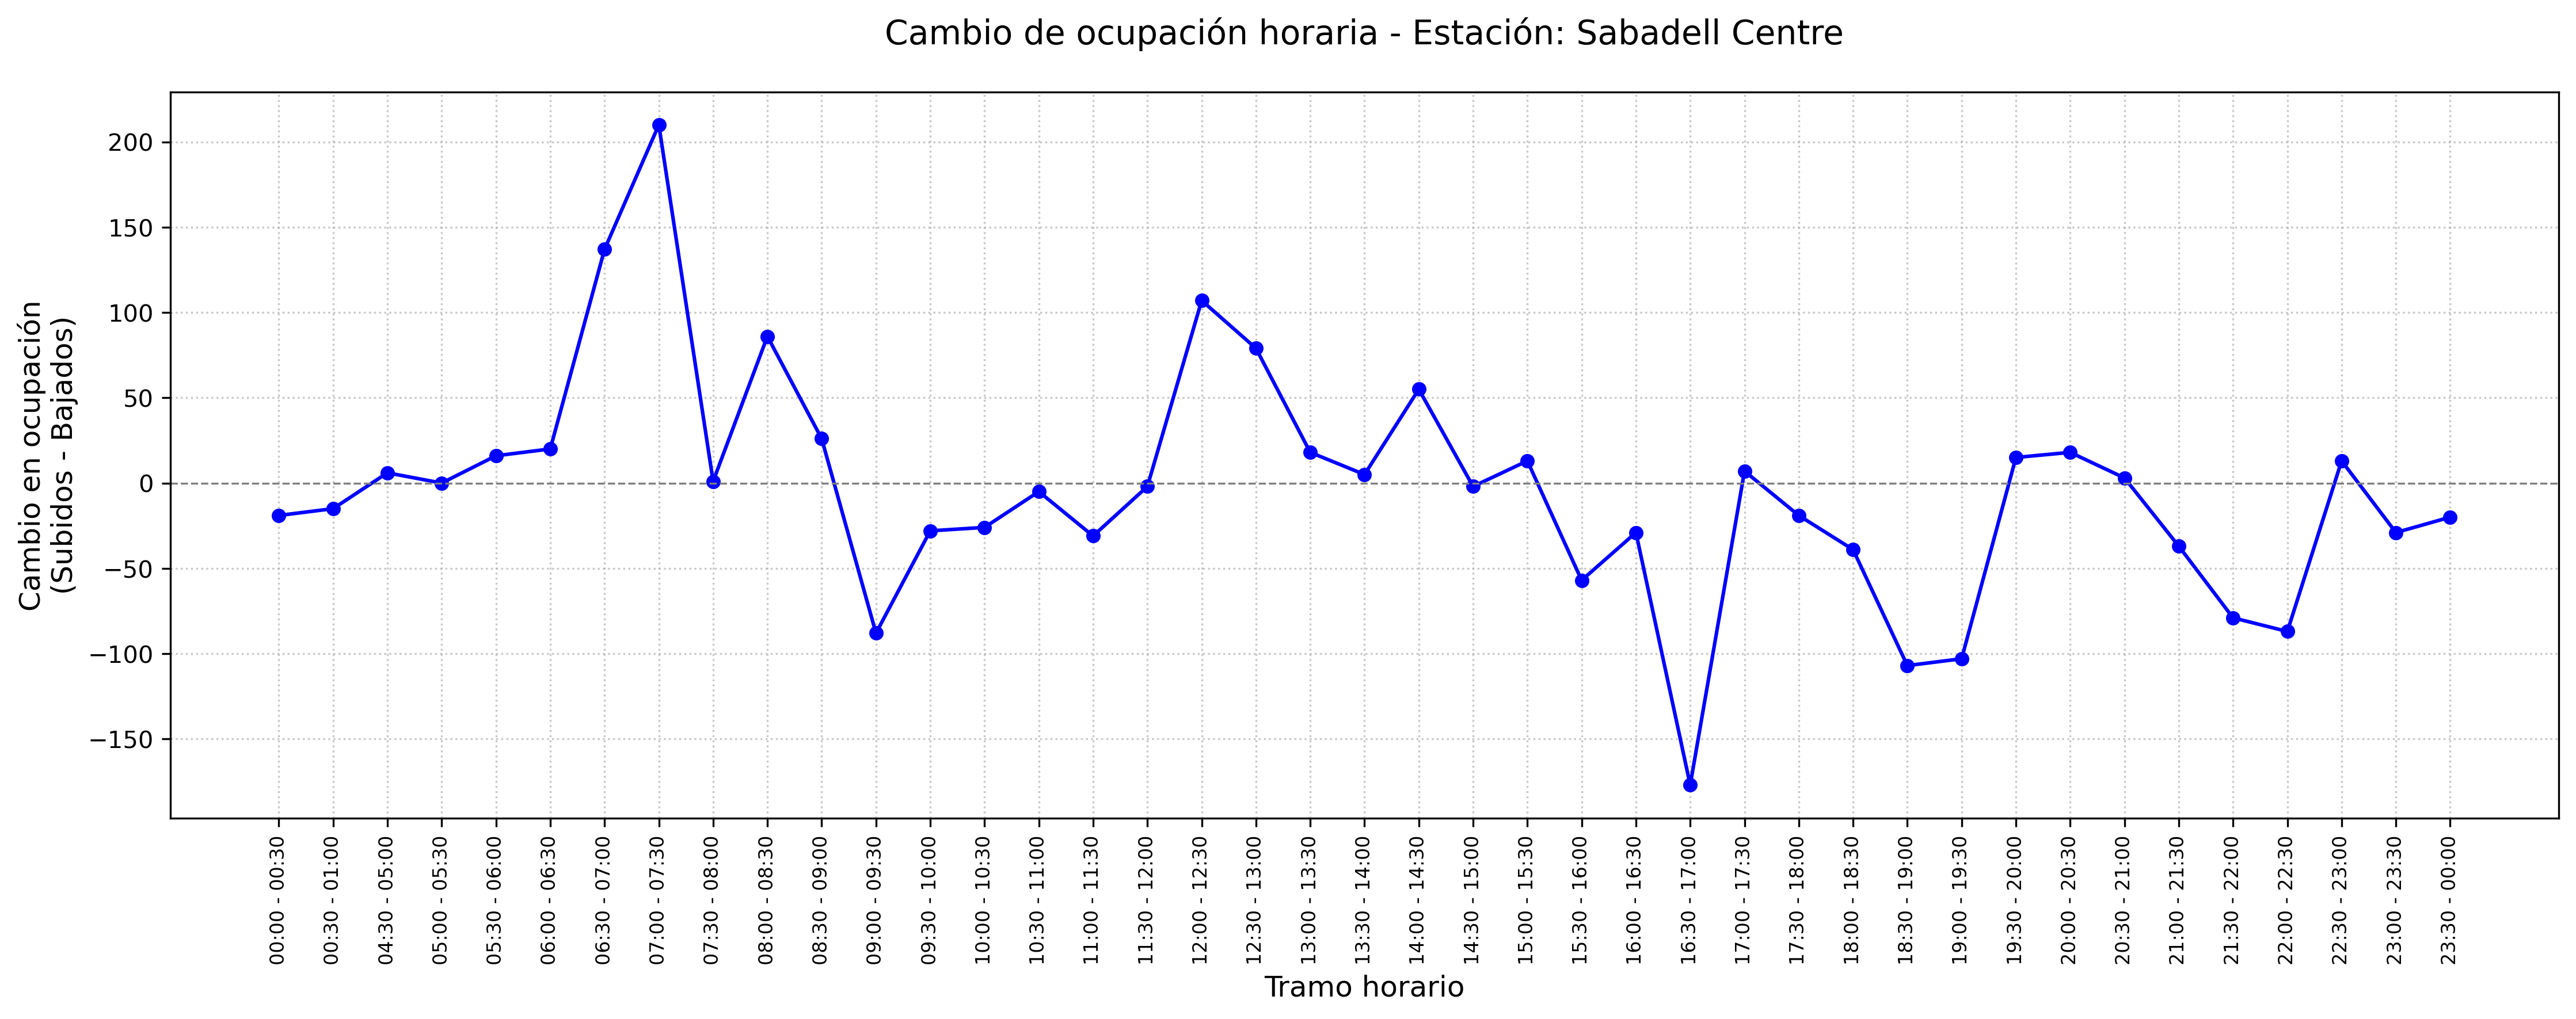 Cambio de ocupación horaria - Estación: Sabadell Centre
Cambio en ocupación
(Subidos - Bajados)
200
150
100
50
0
−50
−100
−150
00:00 - 00:30
00:30 - 01:00
04:30 - 05:00
05:00 - 05:30
05:30 - 06:00
06:00 - 06:30
06:30 - 07:00
07:00 - 07:30
07:30 - 08:00
08:00 - 08:30
08:30 - 09:00
09:00 - 09:30
09:30 - 10:00
10:00 - 10:30
10:30 - 11:00
11:00 - 11:30
11:30 - 12:00
12:00 - 12:30
12:30 - 13:00
13:00 - 13:30
13:30 - 14:00
14:00 - 14:30
14:30 - 15:00
15:00 - 15:30
15:30 - 16:00
16:00 - 16:30
16:30 - 17:00
17:00 - 17:30
17:30 - 18:00
18:00 - 18:30
18:30 - 19:00
19:00 - 19:30
19:30 - 20:00
20:00 - 20:30
20:30 - 21:00
21:00 - 21:30
21:30 - 22:00
22:00 - 22:30
22:30 - 23:00
23:00 - 23:30
23:30 - 00:00
Tramo horario